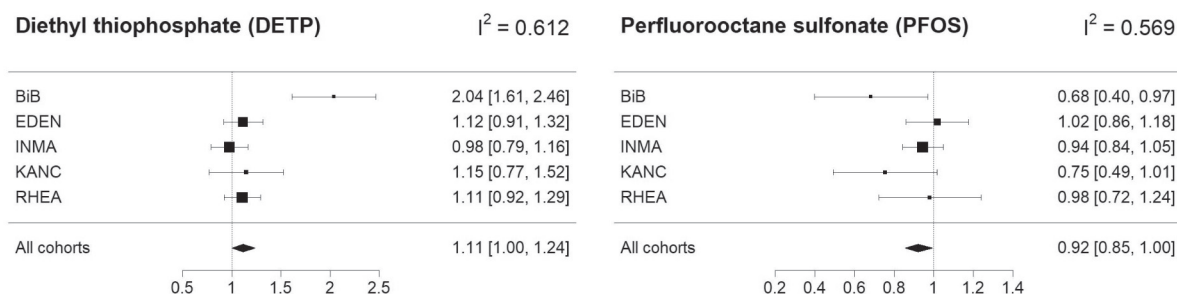 Diethyl thiophosphate (DETP) I² = 0.612
BiB 2.04 [1.61, 2.46]
EDEN 1.12 [0.91, 1.32]
INMA 0.98 [0.79, 1.16]
KANC 1.15 [0.77, 1.52]
RHEA 1.11 [0.92, 1.29]
All cohorts 1.11 [1.00, 1.24]
0.5 1 1.5 2 2.5
Perfluorooctane sulfonate (PFOS) I² = 0.569
BiB 0.68 [0.40, 0.97]
EDEN 1.02 [0.86, 1.18]
INMA 0.94 [0.84, 1.05]
KANC 0.75 [0.49, 1.01]
RHEA 0.98 [0.72, 1.24]
All cohorts 0.92 [0.85, 1.00]
0.2 0.4 0.6 0.8 1 1.2 1.4